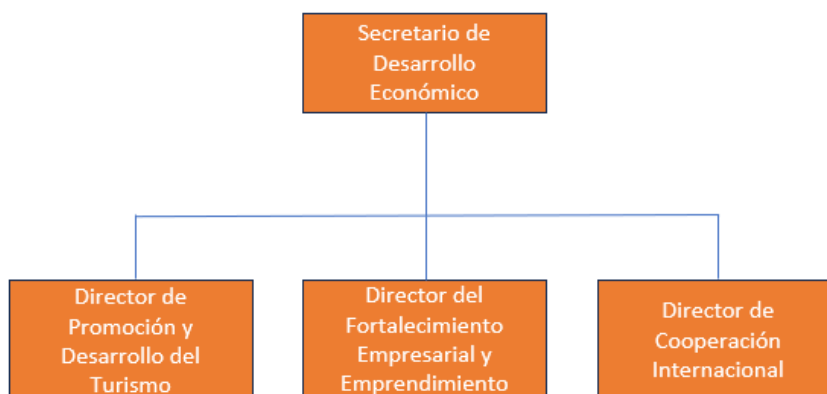 Secretario de
Desarrollo
Económico
Director de
Promoción y
Desarrollo del
Turismo
Director del
Fortalecimiento
Empresarial y
Emprendimiento
Director de
Cooperación
Internacional